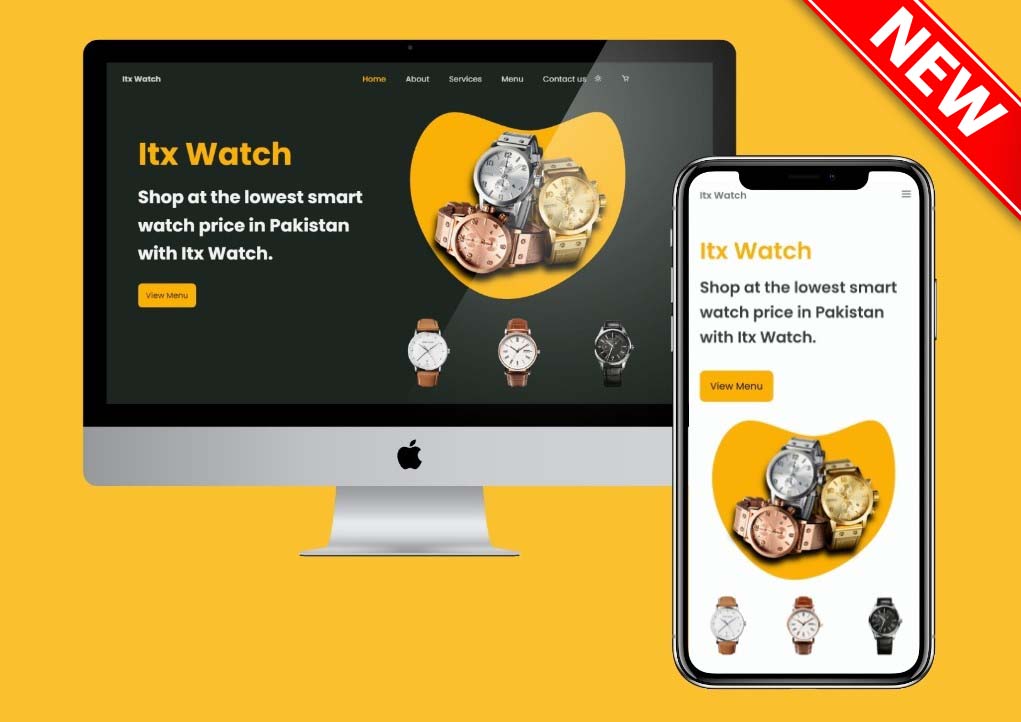 NEW
Itx Watch
Home About Services Menu Contact us
Itx Watch
Shop at the lowest smart
watch price in Pakistan
with Itx Watch.
View Menu
Itx Watch
Itx Watch
Shop at the lowest smart
watch price in Pakistan
with Itx Watch.
View Menu